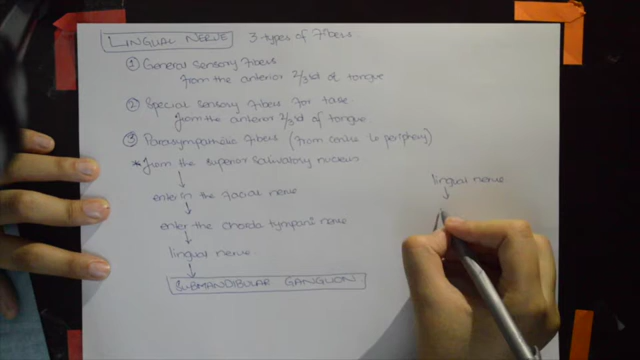 LINGUAL NERVE 3 types of Fibers
① General Sensory Fibers
From the anterior 2/3rd of tongue
② Special Sensory Fibers For taste
From the anterior 2/3rd of tongue
③ Parasympathetic Fibers (From centre to periphery)
* From the superior salivatory nucleus
↓
enter in the facial nerve
↓
enter the chorda tympani nerve
↓
lingual nerve
↓
SUBMANDIBULAR GANGLION
lingual nerve
↓